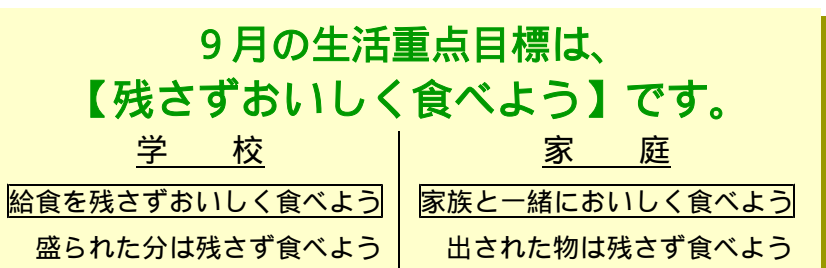 ９月の生活重点目標は、
【残さずおいしく食べよう】です。
学　　校
給食を残さずおいしく食べよう
盛られた分は残さず食べよう
家　　庭
家族と一緒においしく食べよう
出された物は残さず食べよう